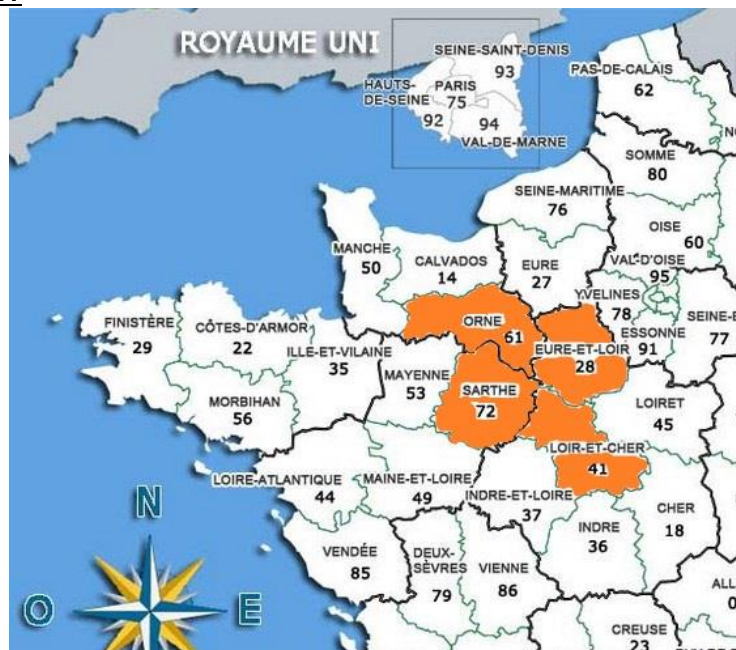 ROYAUME UNI
SEINE-SAINT-DENIS
93
HAUTS-
DE-SEINE
92
PARIS
75
94
VAL-DE-MARNE
PAS-DE-CALAIS
62
SOMME
80
SEINE-MARITIME
76
OISE
60
MANCHE
50
CALVADOS
14
EURE
27
VAL-D'OISE
95
YVELINES
78
ESSONNE
91
SEINE-E
77
FINISTÈRE
29
CÔTES-D'ARMOR
22
ILLE-ET-VILAINE
35
ORNE
61
EURE-ET-LOIR
28
MAYENNE
53
SARTHE
72
MORBIHAN
56
LOIRET
45
LOIR-ET-CHER
41
LOIRE-ATLANTIQUE
44
MAINE-ET-LOIRE
49
INDRE-ET-LOIRE
37
CHER
18
INDRE
36
VENDÉE
85
DEUX-
SÈVRES
79
VIENNE
86
ALL
0
CREUSE
23
N
O
E